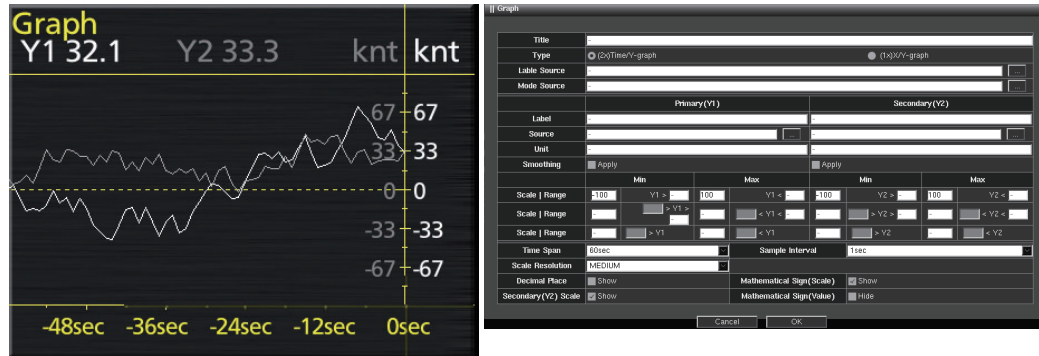 Graph
Y1 32.1 Y2 33.3 knt knt
67 67
33 33
0 0
-33 -33
-67 -67
-48sec -36sec -24sec -12sec 0sec
|| Graph
Title -
Type (2x)Time/Y-graph (1x)X/Y-graph
Lable Source - ...
Mode Source - ...
Primary(Y1) Secondary(Y2)
Label - -
Source - ... - ...
Unit - -
Smoothing Apply Apply
Min Max Min Max
Scale | Range -100 Y1 > - 100 Y1 < - -100 Y2 > - 100 Y2 < -
Scale | Range - > Y1 > - - < Y1 < - - > Y2 > - - < Y2 < -
Scale | Range - > Y1 - < Y1 - > Y2 - < Y2
Time Span 60sec Sample Interval 1sec
Scale Resolution MEDIUM
Decimal Place Show Mathematical Sign(Scale) Show
Secondary(Y2) Scale Show Mathematical Sign(Value) Hide
Cancel OK